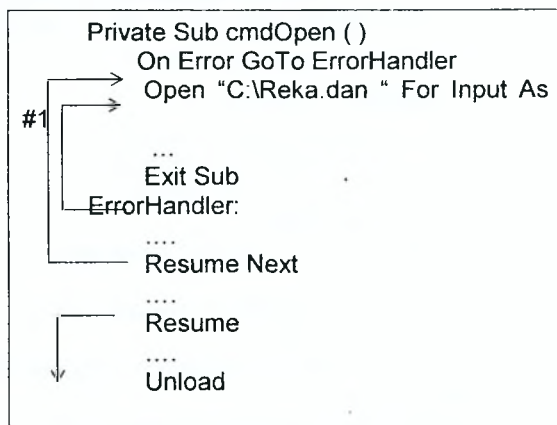 Private Sub cmdOpen ( )
On Error GoTo ErrorHandler
Open “C:\Reka.dan “ For Input As
#1
...
Exit Sub
ErrorHandler:
....
Resume Next
....
Resume
....
Unload